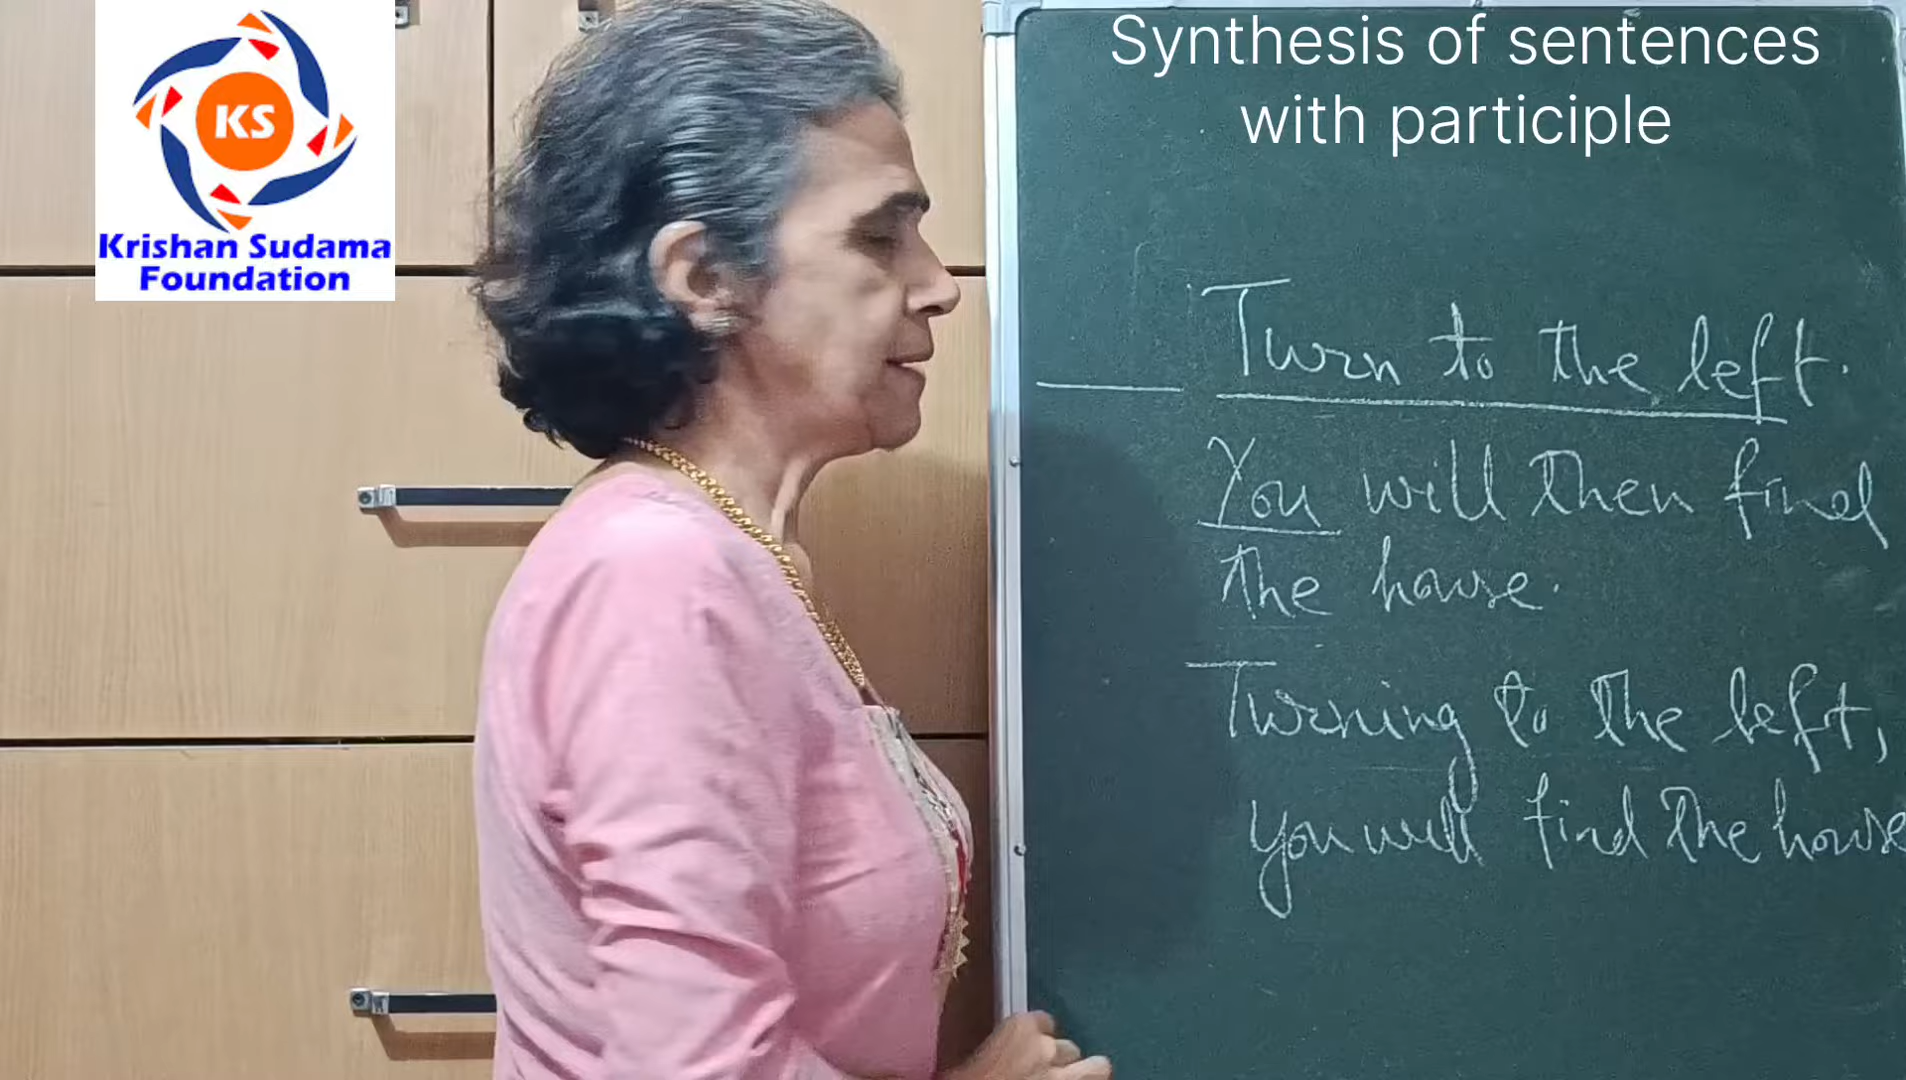 KS
Krishan Sudama
Foundation
Synthesis of sentences
with participle
Turn to the left.
You will then find
the house.
Turning to the left,
you will find the house